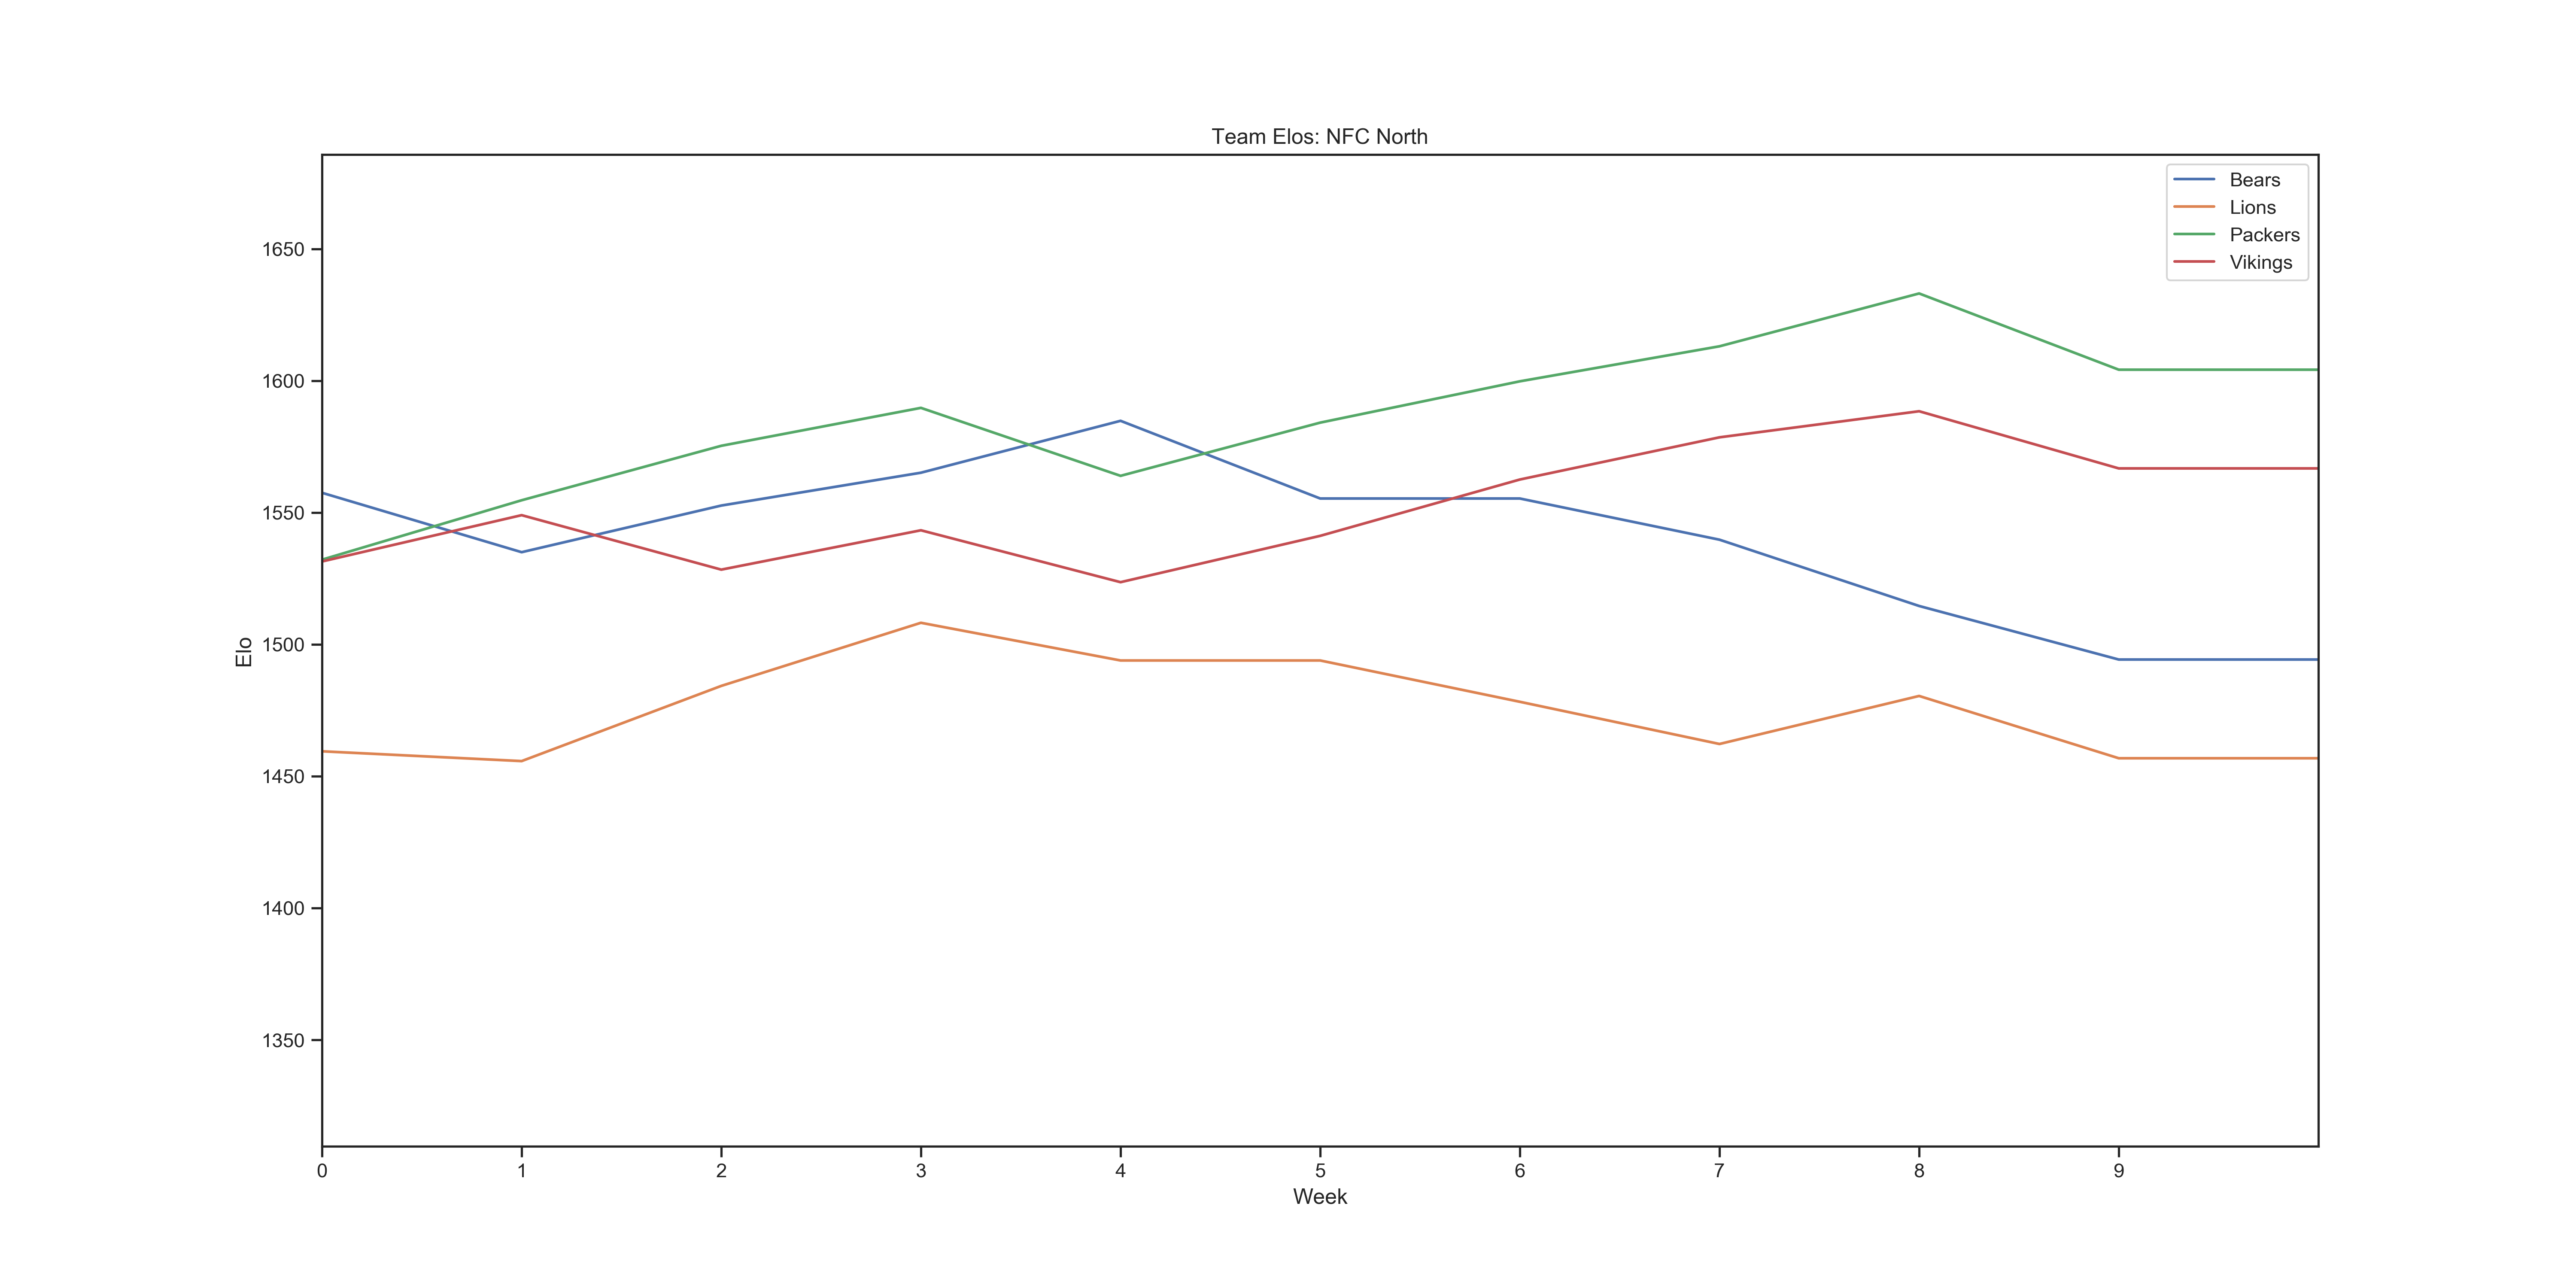 Team Elos: NFC North
Bears
Lions
Packers
Vikings
1650
1600
1550
1500
1450
1400
1350
Elo
0 1 2 3 4 5 6 7 8 9
Week